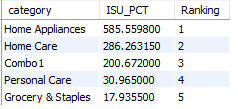 category ISU_PCT Ranking
Home Appliances 585.559800 1
Home Care 286.263150 2
Combo1 200.672000 3
Personal Care 30.965000 4
Grocery & Staples 17.935500 5